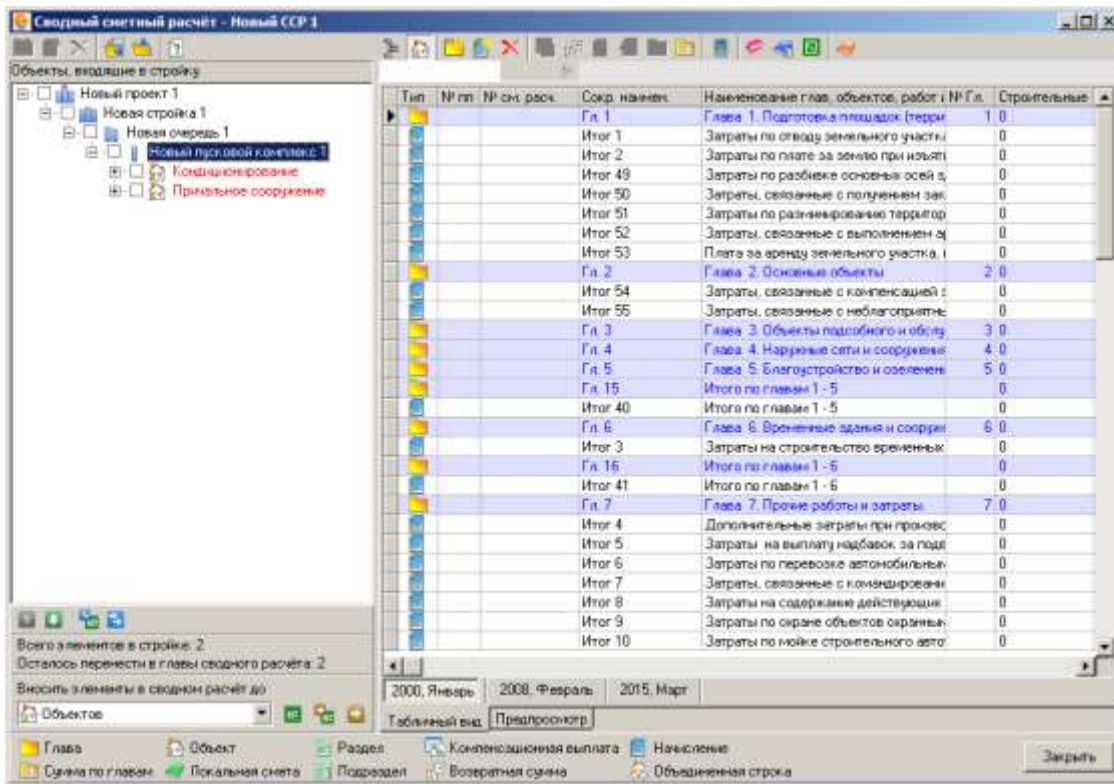 Сводный сметный расчёт - Новый ССР 1
Объекты, входящие в стройку
Новый проект 1
Новая стройка 1
Новая очередь 1
Новый пусковой комплекс 1
Кондиционирование
Причальное сооружение
Всего элементов в стройке: 2
Осталось перенести в главы сводного расчёта: 2
Вносить элементы в сводном расчёт до
Объектов
Тип № пп № см. расч. Сокр. наимен. Наименование глав, объектов, работ и № Гл. Строительные
Гл. 1 Глава 1. Подготовка площадок (терри 1 0
Итог 1 Затраты по отводу земельного участка 0
Итог 2 Затраты по плате за землю при изъяти 0
Итог 49 Затраты по разбивке основных осей з 0
Итог 50 Затраты, связанные с получением зак 0
Итог 51 Затраты по разминированию территор 0
Итог 52 Затраты, связанные с выполнением ар 0
Итог 53 Плата за аренду земельного участка, 0
Гл. 2 Глава 2. Основные объекты 2 0
Итог 54 Затраты, связанные с компенсацией з 0
Итог 55 Затраты, связанные с неблагоприятны 0
Гл. 3 Глава 3. Объекты подсобного и обслу 3 0
Гл. 4 Глава 4. Наружные сети и сооружения 4 0
Гл. 5 Глава 5. Благоустройство и озеленени 5 0
Гл. 15 Итого по главам 1 - 5 0
Итог 40 Итого по главам 1 - 5 0
Гл. 6 Глава 6. Временные здания и сооруже 6 0
Итог 3 Затраты на строительство временных 0
Гл. 16 Итого по главам 1 - 6 0
Итог 41 Итого по главам 1 - 6 0
Гл. 7 Глава 7. Прочие работы и затраты. 7 0
Итог 4 Дополнительные затраты при произво 0
Итог 5 Затраты на выплату надбавок за подв 0
Итог 6 Затраты по перевозке автомобильным 0
Итог 7 Затраты, связанные с командировани 0
Итог 8 Затраты на содержание действующих 0
Итог 9 Затраты по охране объектов охранным 0
Итог 10 Затраты по мойке строительного авто 0
2000, Январь 2008, Февраль 2015, Март
Табличный вид Предпросмотр
Глава Объект Раздел Компенсационная выплата Начисление
Сумма по главам Локальная смета Подраздел Возвратная сумма Объединенная строка
Закрыть